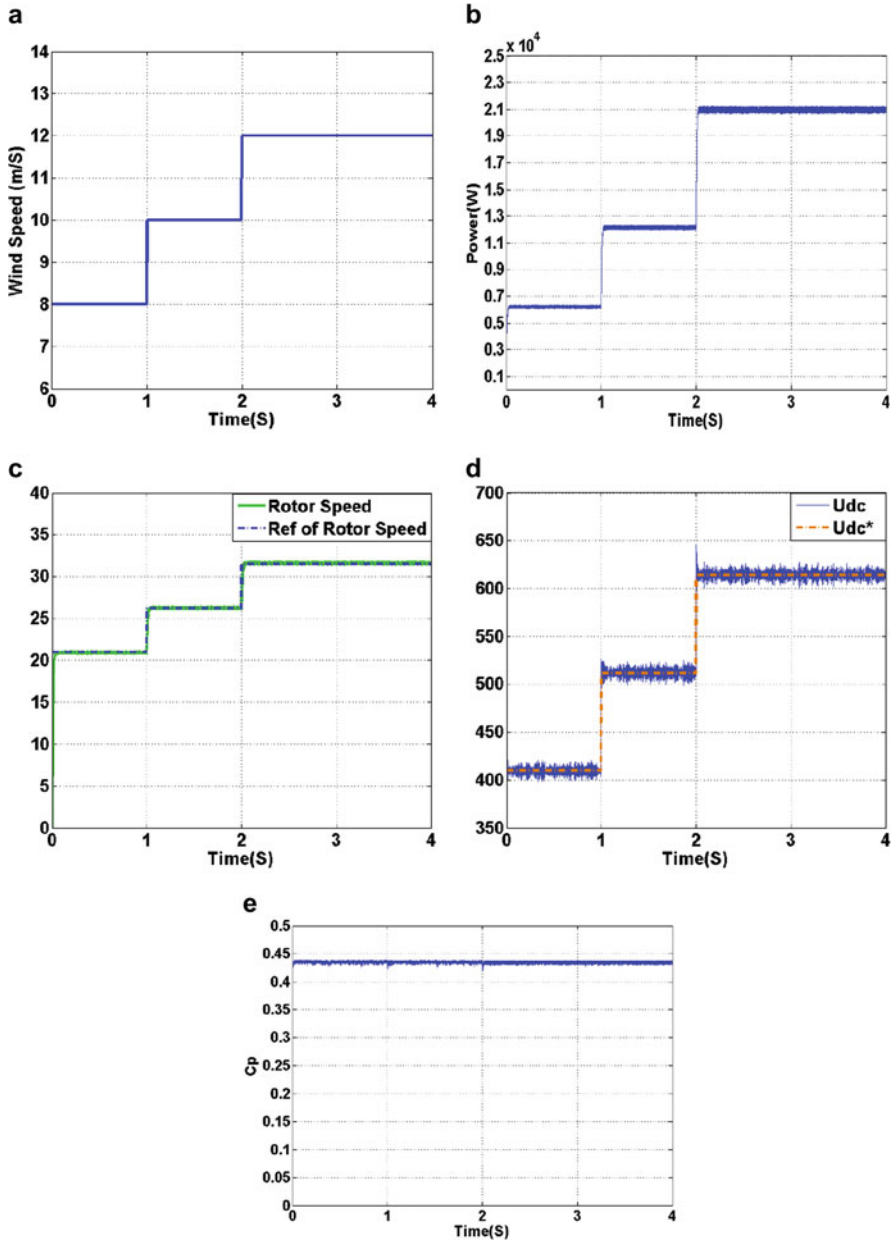 a
14
13
12
11
10
9
8
7
6
Wind Speed (m/S)
0 1 2 3 4
Time(S)
b
x 10⁴
2.5
2.3
2.1
1.9
1.7
1.5
1.3
1.1
0.9
0.7
0.5
0.3
0.1
Power(W)
0 1 2 3 4
Time(S)
c
40
35
30
25
20
15
10
5
0
Rotor Speed
Ref of Rotor Speed
0 1 2 3 4
Time(S)
d
700
650
600
550
500
450
400
350
Udc
Udc*
0 1 2 3 4
Time(S)
e
0.5
0.45
0.4
0.35
0.3
0.25
0.2
0.15
0.1
0.05
0
Cp
0 1 2 3 4
Time(S)